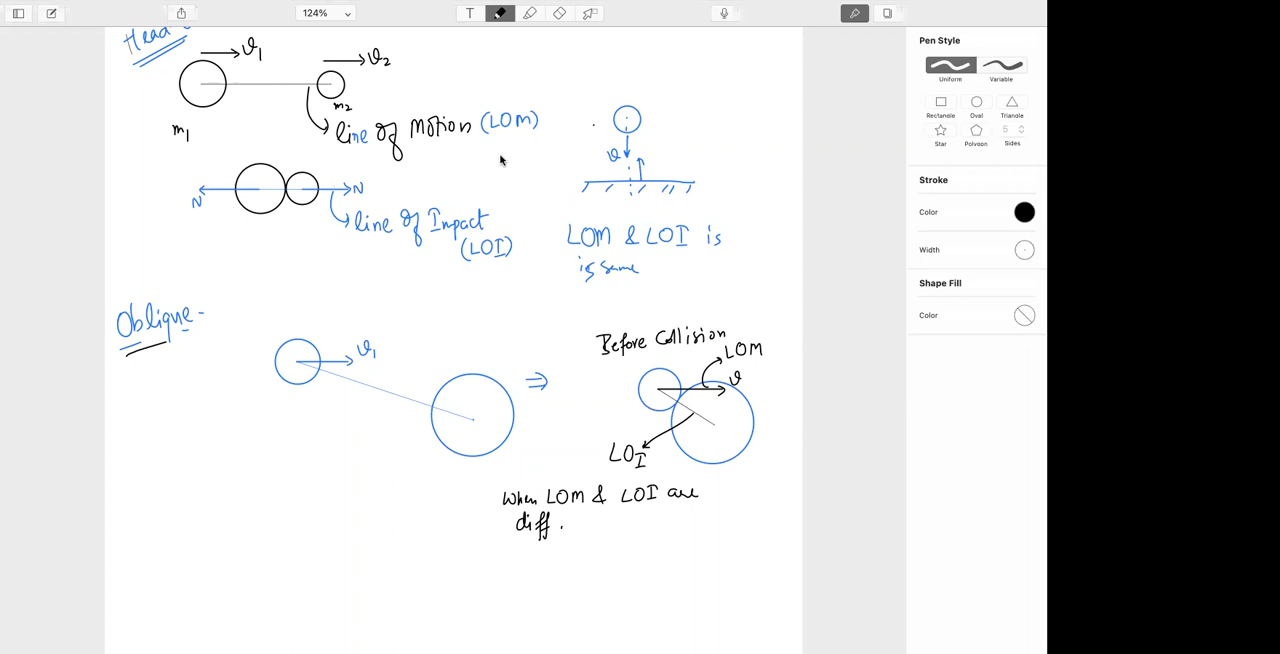 124%
T
Head
v1
v2
m2
m1
line of Motion (LOM)
v
N
N
line of Impact
(LOI)
LOM & LOI is
is same
Oblique-
v1
⇒
Before Collision
LOM
v
LOI
When LOM & LOI are
diff.
Pen Style
Uniform
Variable
Rectangle
Oval
Triangle
Star
Polygon
5
Sides
Stroke
Color
Width
Shape Fill
Color